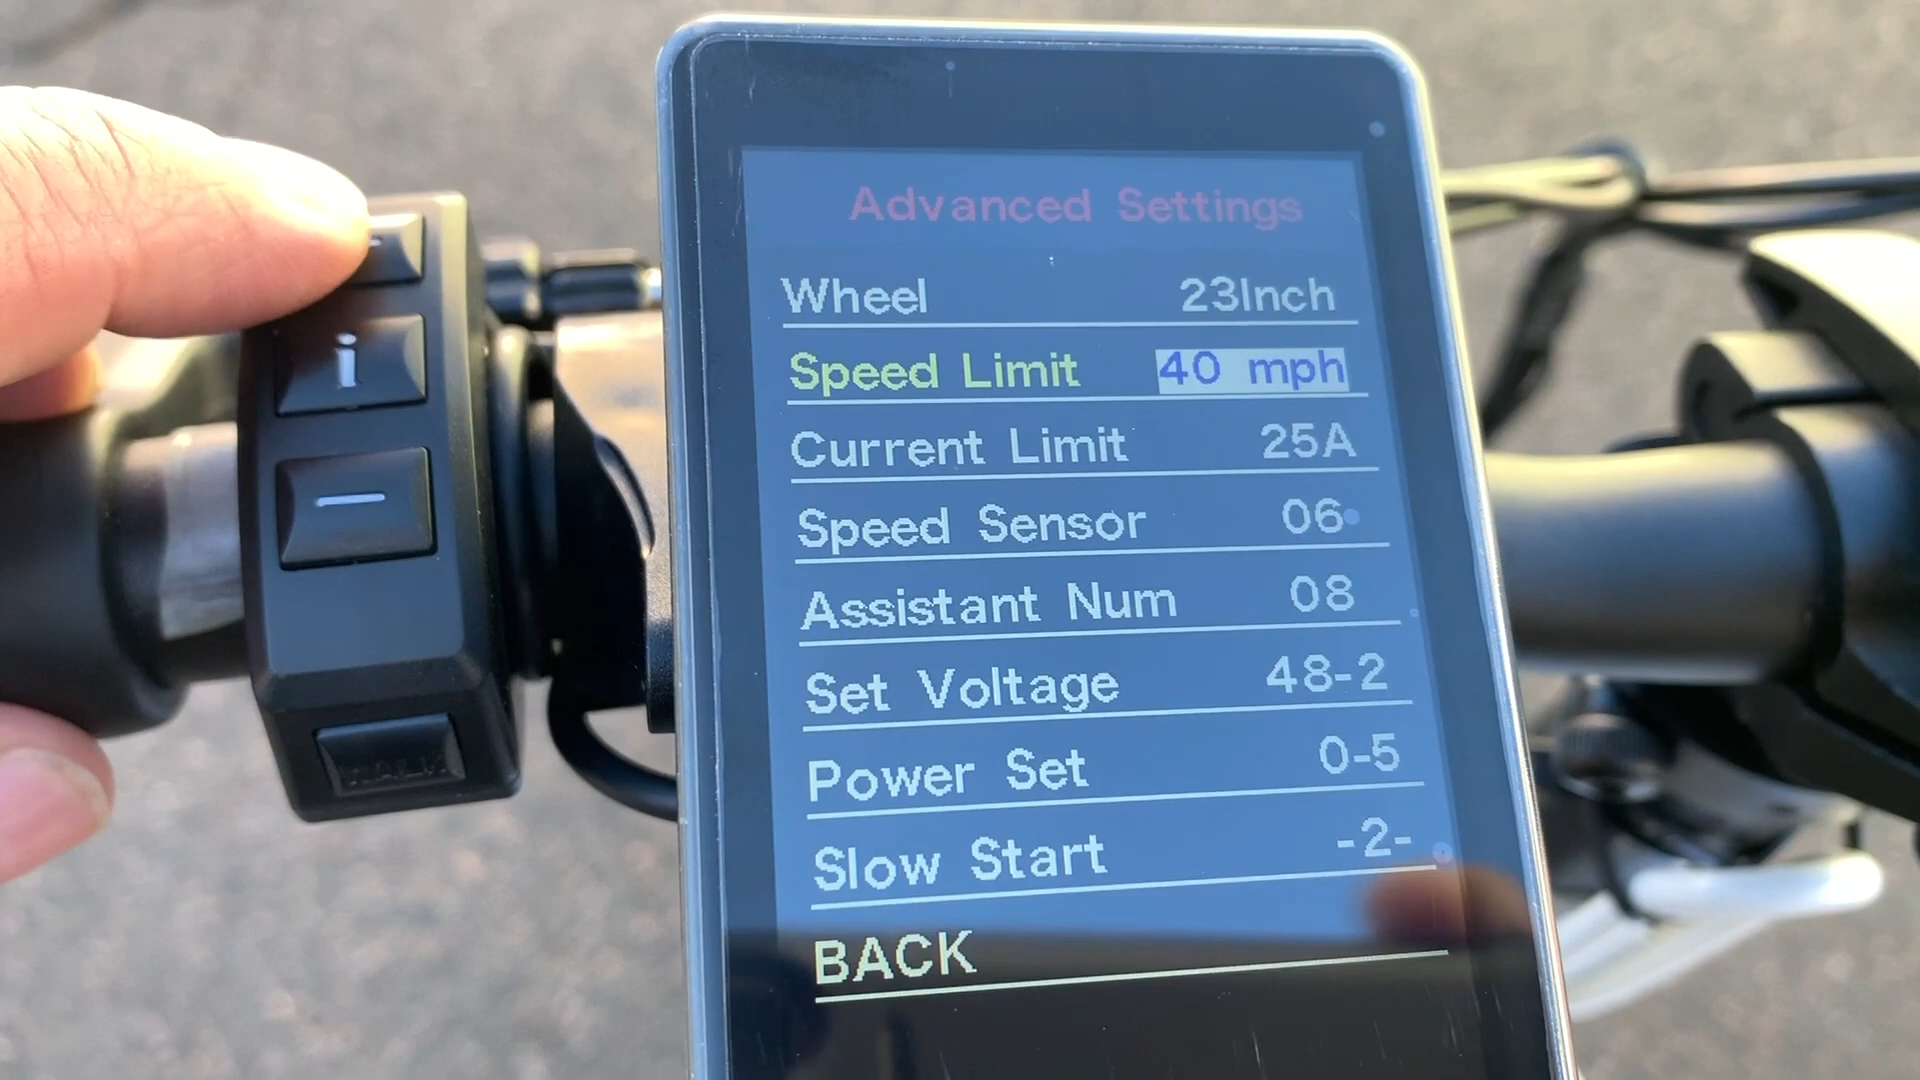 Advanced Settings
Wheel 23Inch
Speed Limit 40 mph
Current Limit 25A
Speed Sensor 06
Assistant Num 08
Set Voltage 48-2
Power Set 0-5
Slow Start -2-
BACK
i
WALK